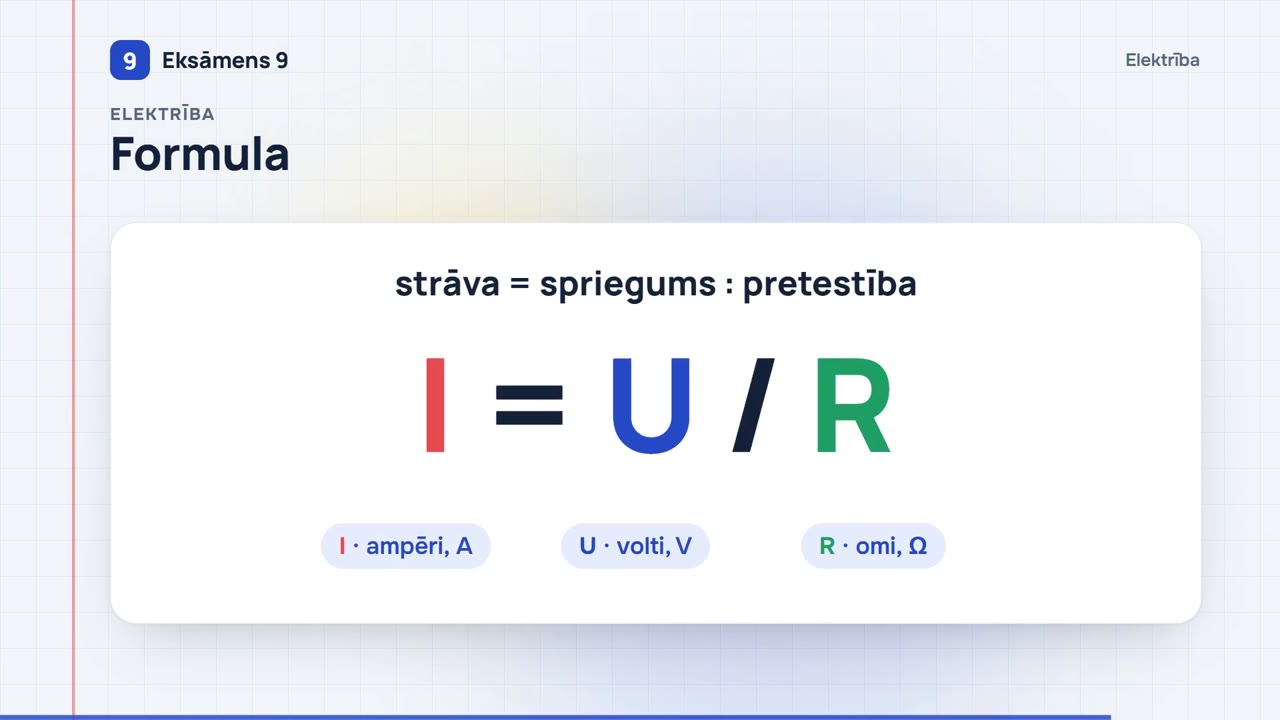 9 Eksāmens 9
Elektrība
ELEKTRĪBA
Formula
strāva = spriegums : pretestība
I = U / R
I · ampēri, A
U · volti, V
R · omi, Ω